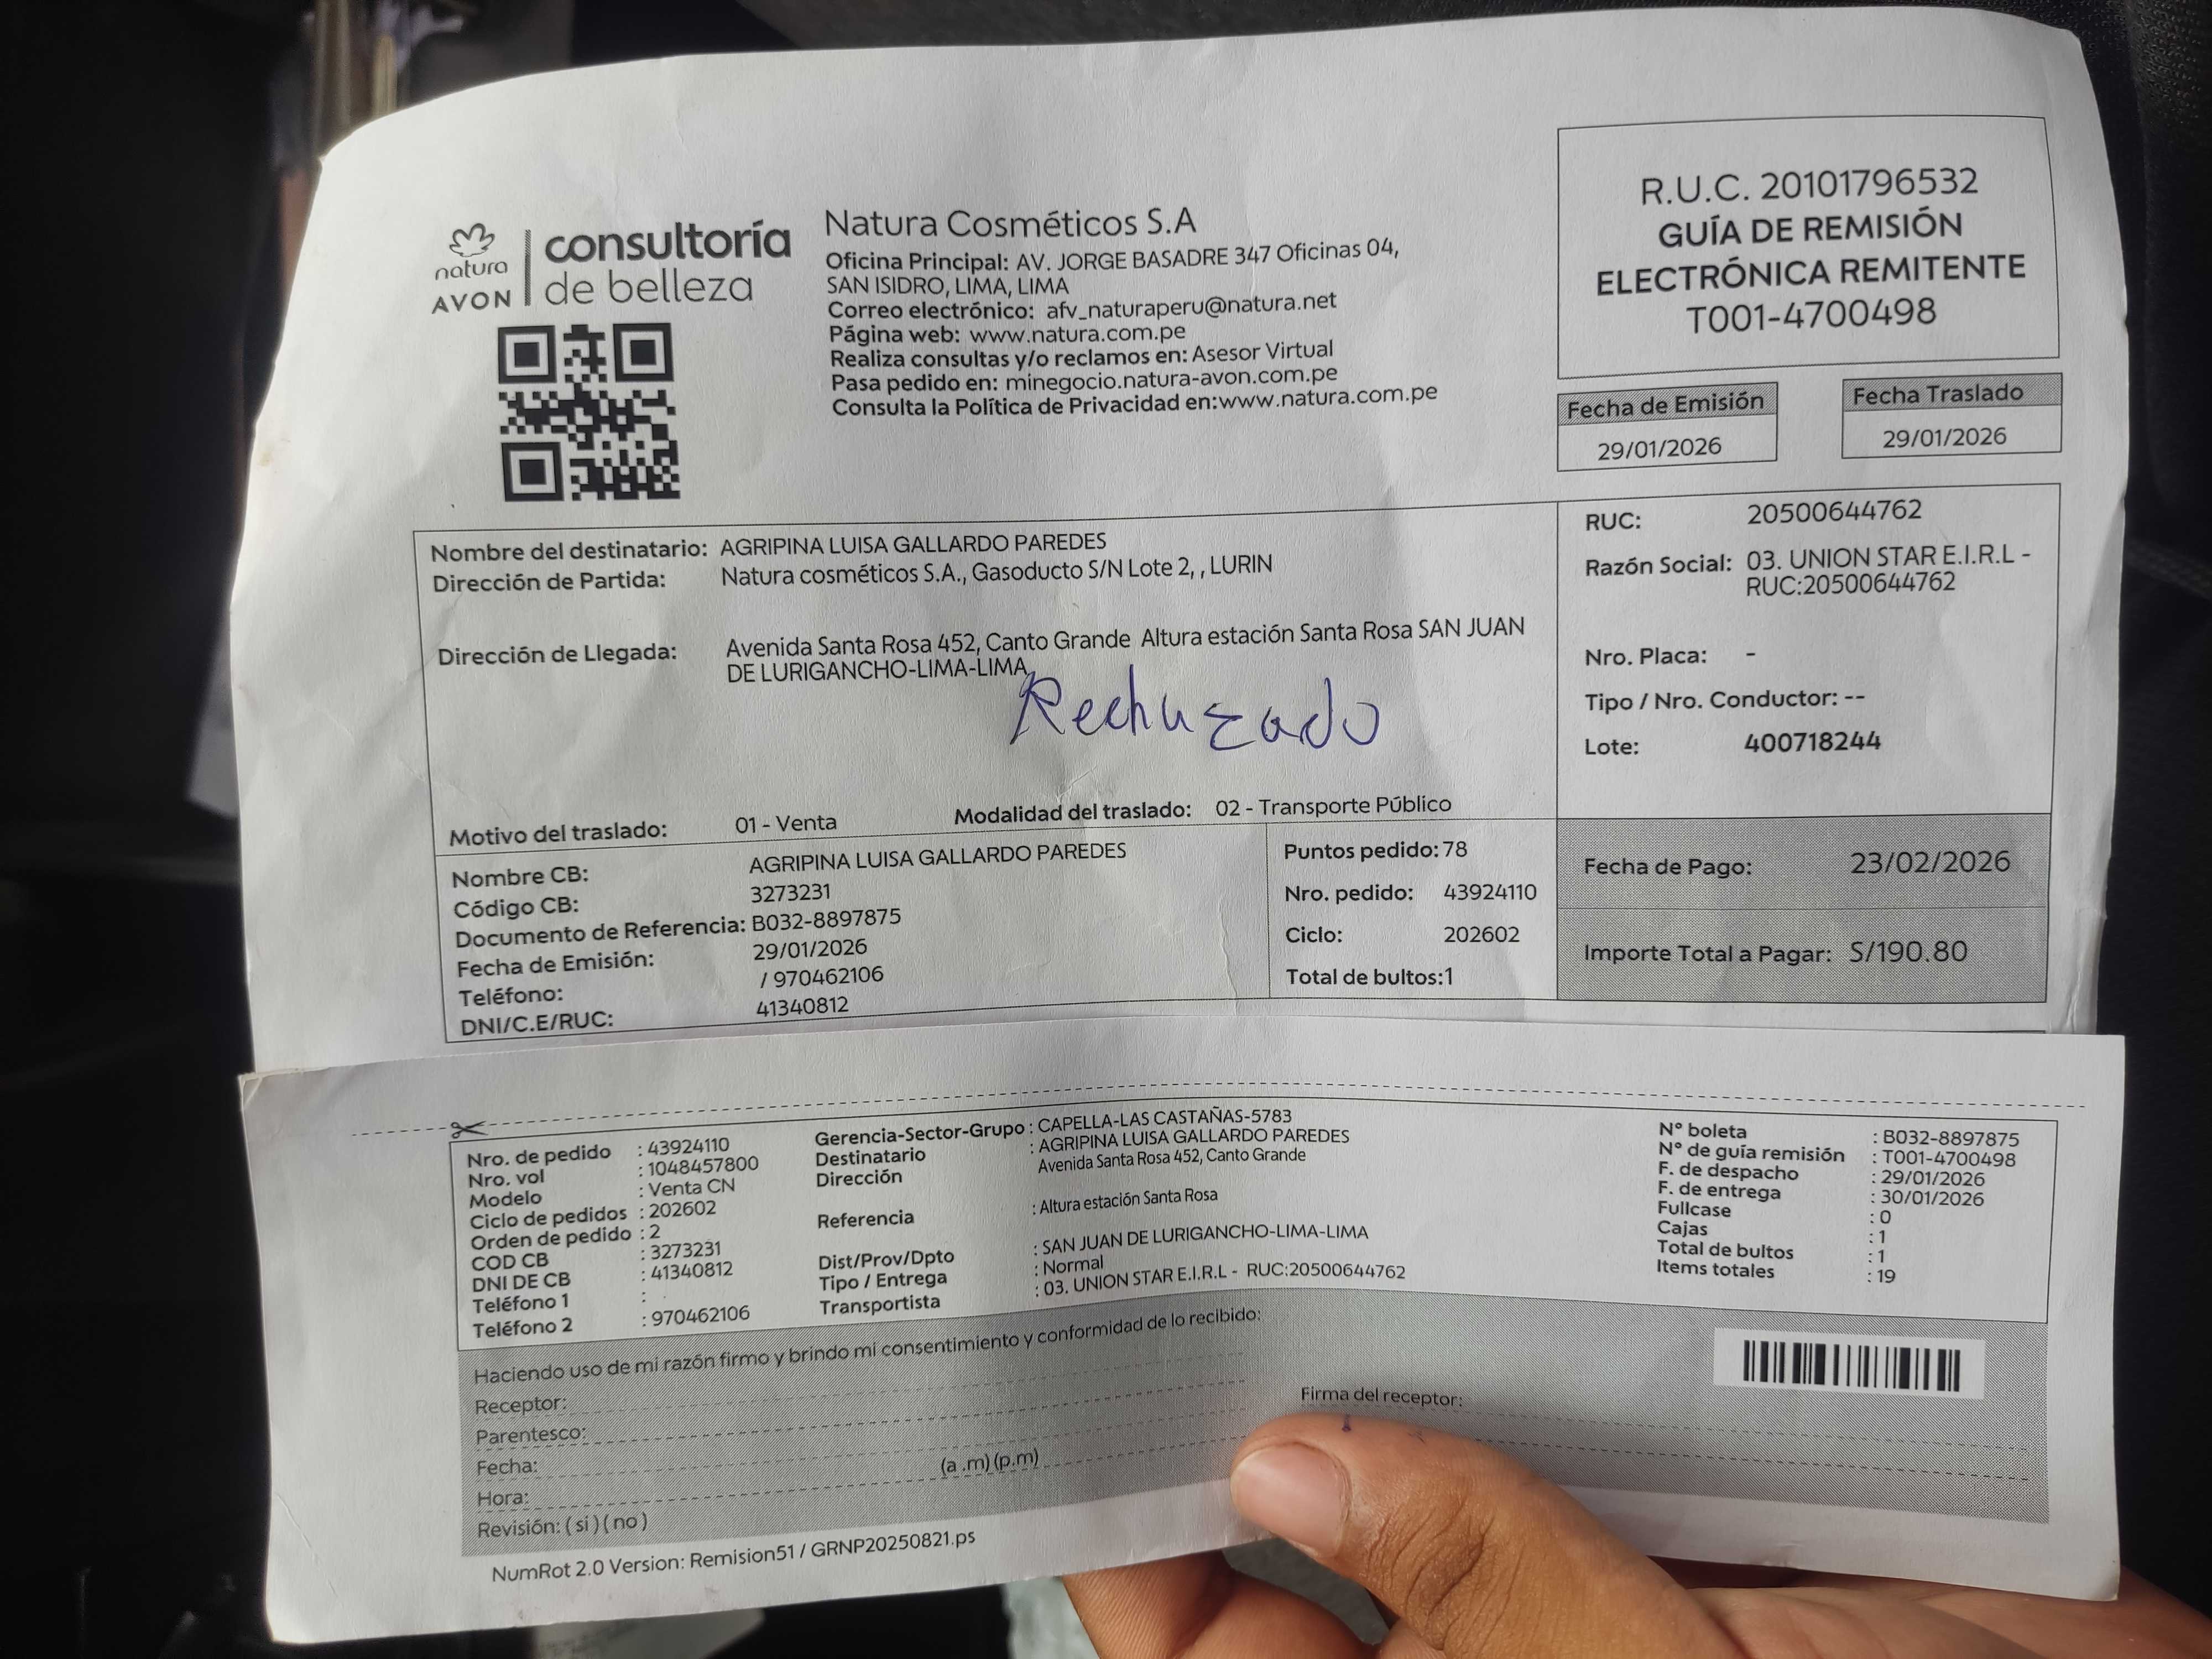 natura
AVON
consultoría
de belleza
Natura Cosméticos S.A
Oficina Principal: AV. JORGE BASADRE 347 Oficinas 04,
SAN ISIDRO, LIMA, LIMA
Correo electrónico: afv_naturaperu@natura.net
Página web: www.natura.com.pe
Realiza consultas y/o reclamos en: Asesor Virtual
Pasa pedido en: minegocio.natura-avon.com.pe
Consulta la Política de Privacidad en:www.natura.com.pe
R.U.C. 20101796532
GUÍA DE REMISIÓN
ELECTRÓNICA REMITENTE
T001-4700498
Fecha de Emisión
29/01/2026
Fecha Traslado
29/01/2026
Nombre del destinatario: AGRIPINA LUISA GALLARDO PAREDES
Dirección de Partida: Natura cosméticos S.A., Gasoducto S/N Lote 2, , LURIN
Dirección de Llegada: Avenida Santa Rosa 452, Canto Grande Altura estación Santa Rosa SAN JUAN
DE LURIGANCHO-LIMA-LIMA
Rechazado
Motivo del traslado: 01 - Venta
Modalidad del traslado: 02 - Transporte Público
RUC: 20500644762
Razón Social: 03. UNION STAR E.I.R.L -
RUC:20500644762
Nro. Placa: -
Tipo / Nro. Conductor: --
Lote: 400718244
Nombre CB: AGRIPINA LUISA GALLARDO PAREDES
Código CB: 3273231
Documento de Referencia: B032-8897875
Fecha de Emisión: 29/01/2026
Teléfono: / 970462106
DNI/C.E/RUC: 41340812
Puntos pedido: 78
Nro. pedido: 43924110
Ciclo: 202602
Total de bultos:1
Fecha de Pago: 23/02/2026
Importe Total a Pagar: S/190.80
Nro. de pedido : 43924110
Nro. vol : 1048457800
Modelo : Venta CN
Ciclo de pedidos : 202602
Orden de pedido : 2
COD CB : 3273231
DNI DE CB : 41340812
Teléfono 1 :
Teléfono 2 : 970462106
Gerencia-Sector-Grupo : CAPELLA-LAS CASTAÑAS-5783
Destinatario : AGRIPINA LUISA GALLARDO PAREDES
Dirección Avenida Santa Rosa 452, Canto Grande
Referencia : Altura estación Santa Rosa
Dist/Prov/Dpto : SAN JUAN DE LURIGANCHO-LIMA-LIMA
Tipo / Entrega : Normal
Transportista : 03. UNION STAR E.I.R.L - RUC:20500644762
N° boleta : B032-8897875
N° de guía remisión : T001-4700498
F. de despacho : 29/01/2026
F. de entrega : 30/01/2026
Fullcase : 0
Cajas : 1
Total de bultos : 1
Items totales : 19
Haciendo uso de mi razón firmo y brindo mi consentimiento y conformidad de lo recibido:
Receptor:
Parentesco:
Fecha:
Hora: (a .m) (p.m)
Revisión: ( si ) ( no )
Firma del receptor:
NumRot 2.0 Version: Remision51 / GRNP20250821.ps